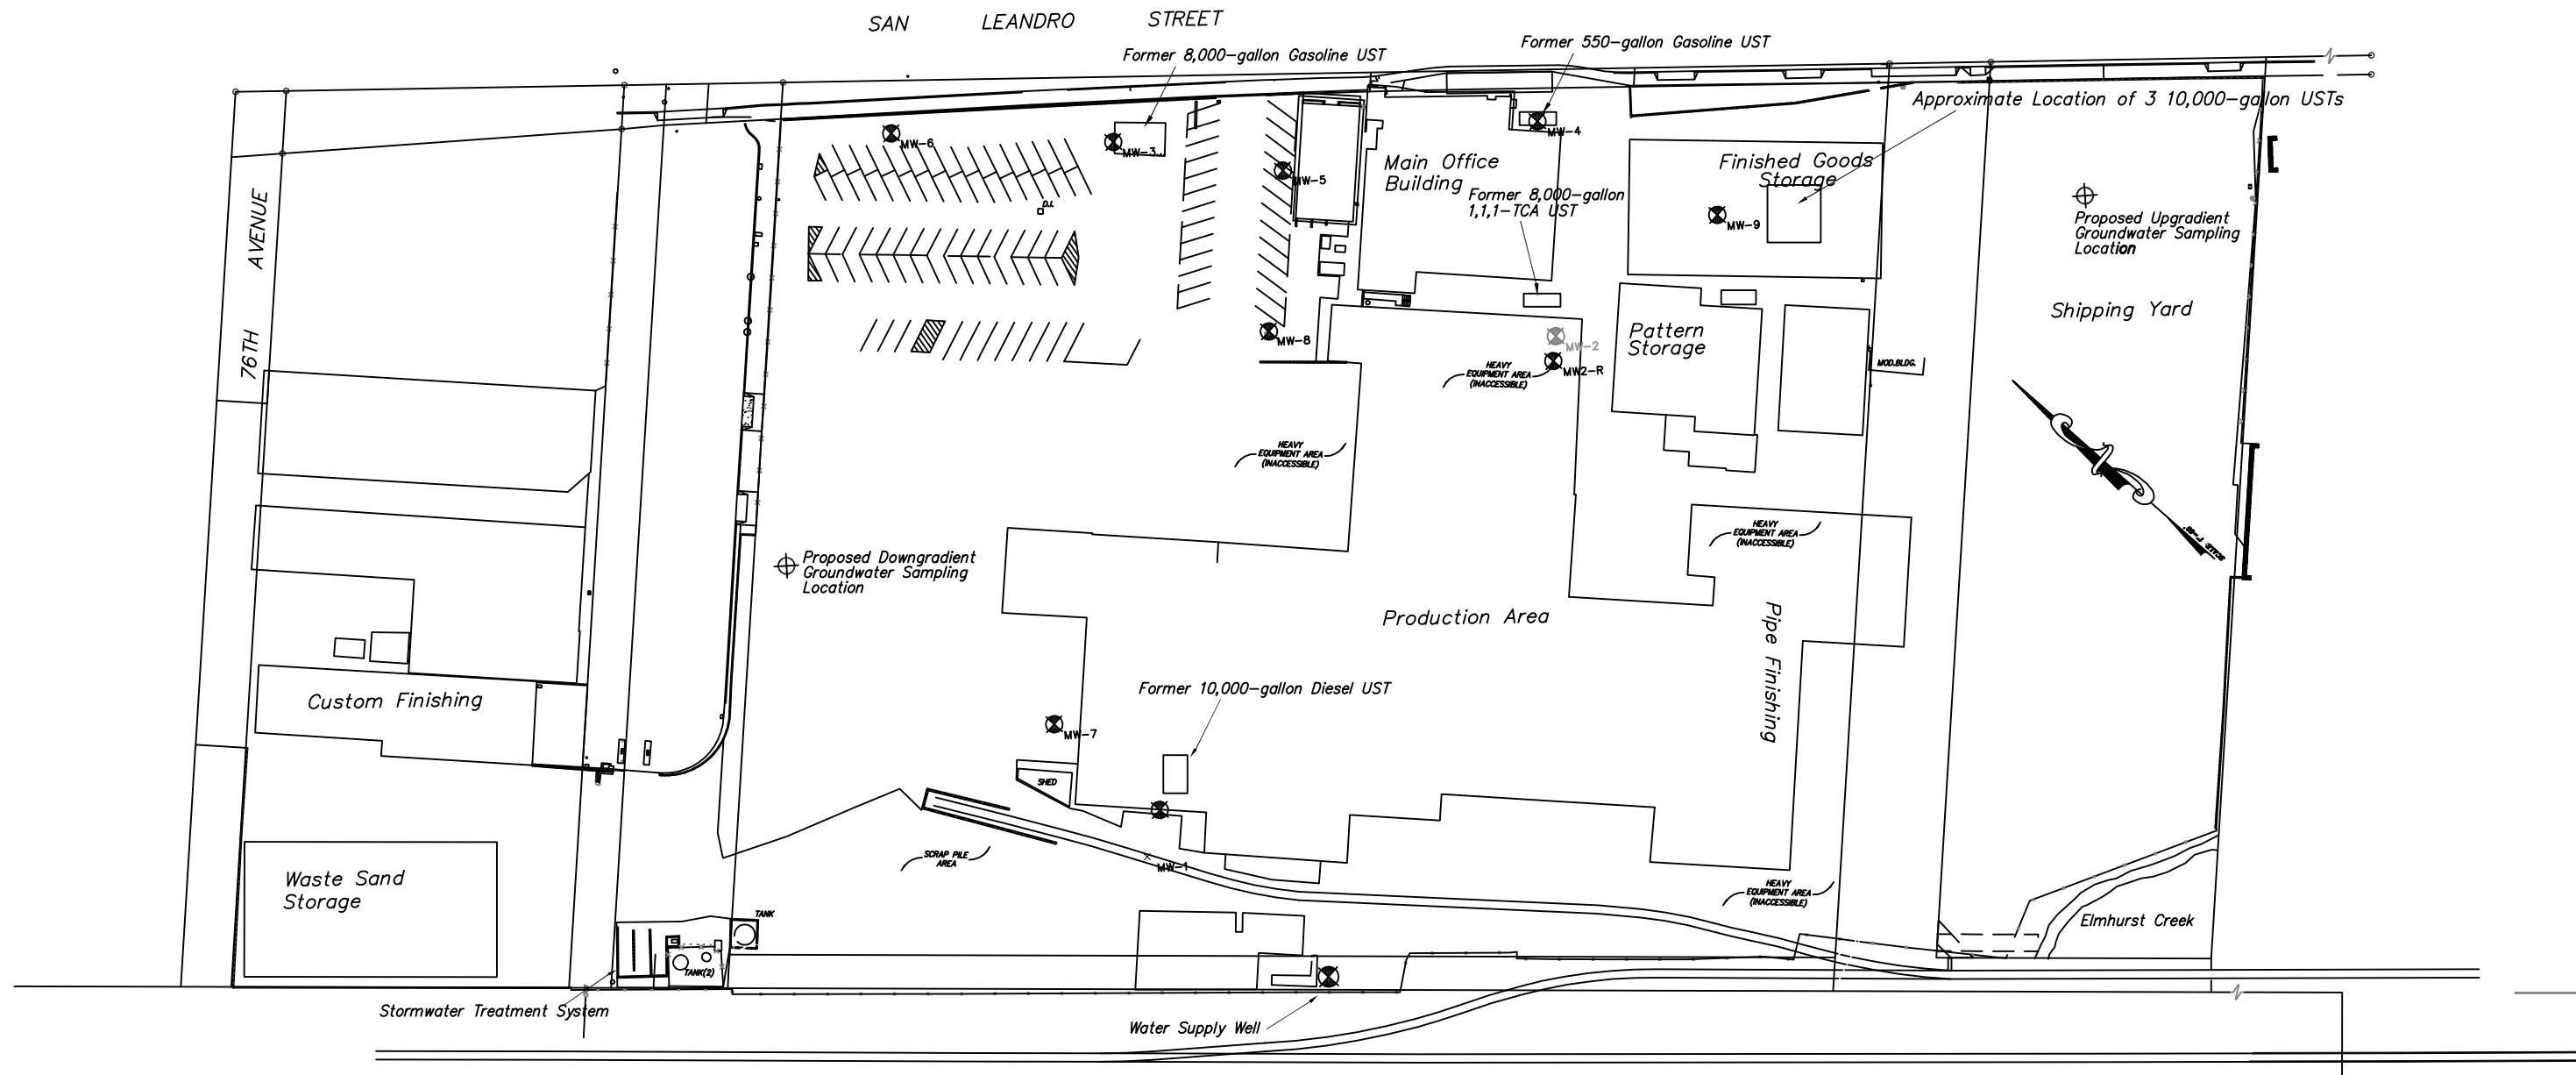 SAN LEANDRO STREET
Former 8,000-gallon Gasoline UST
Former 550-gallon Gasoline UST
Approximate Location of 3 10,000-gallon USTs
MW-6
MW-3
MW-4
D.I.
MW-5
Main Office
Building
Former 8,000-gallon
1,1,1-TCA UST
Finished Goods
Storage
MW-9
Proposed Upgradient
Groundwater Sampling
Location
76TH AVENUE
Shipping Yard
MW-8
MW-2
MW2-R
Pattern
Storage
MOD.BLDG.
HEAVY
EQUIPMENT AREA
(INACCESSIBLE)
HEAVY
EQUIPMENT AREA
(INACCESSIBLE)
HEAVY
EQUIPMENT AREA
(INACCESSIBLE)
Proposed Downgradient
Groundwater Sampling
Location
Production Area
Pipe Finishing
Custom Finishing
Former 10,000-gallon Diesel UST
MW-7
SHED
SCRAP PILE
AREA
MW-1
HEAVY
EQUIPMENT AREA
(INACCESSIBLE)
Waste Sand
Storage
TANK
TANK(2)
Elmhurst Creek
Stormwater Treatment System
Water Supply Well